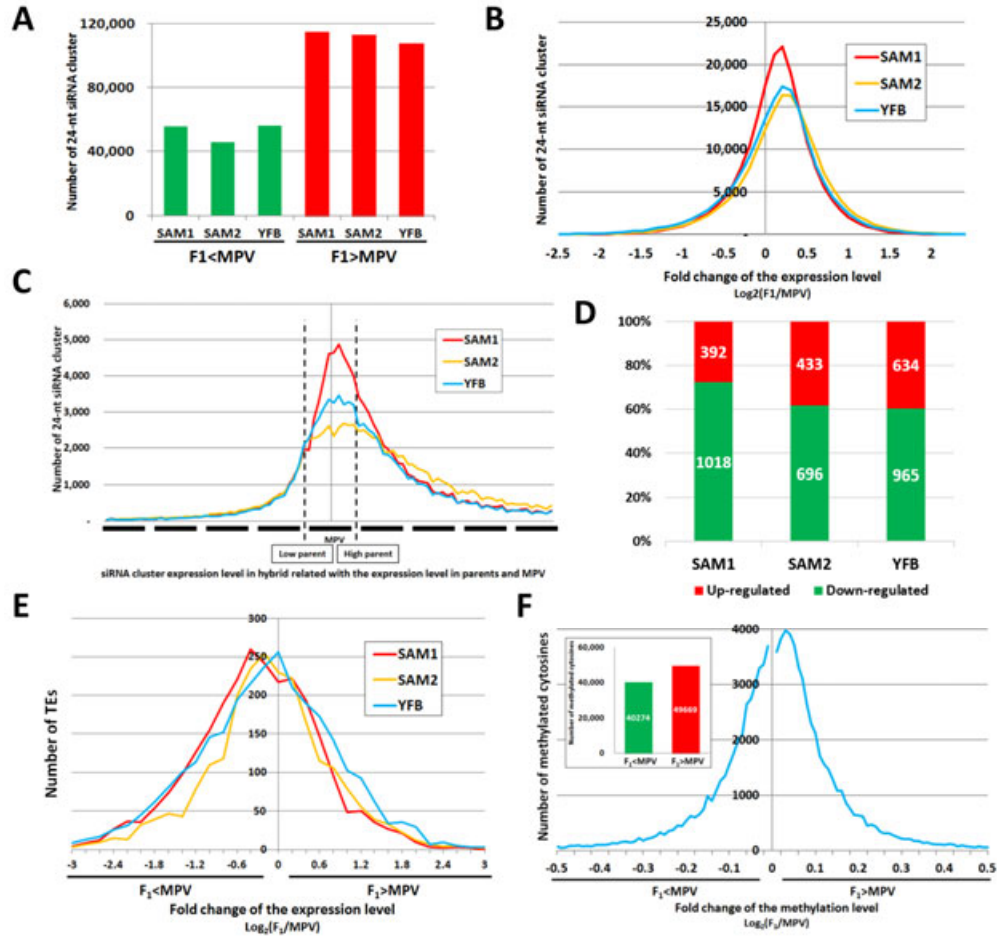 A
Number of 24-nt siRNA cluster
120,000
80,000
40,000
0
SAM1 SAM2 YFB SAM1 SAM2 YFB
F1<MPV F1>MPV
B
Number of 24-nt siRNA cluster
25,000
20,000
15,000
10,000
5,000
-
SAM1
SAM2
YFB
-2.5 -2 -1.5 -1 -0.5 0 0.5 1 1.5 2
Fold change of the expression level
Log2(F1/MPV)
C
Number of 24-nt siRNA cluster
6,000
5,000
4,000
3,000
2,000
1,000
-
SAM1
SAM2
YFB
MPV
Low parent High parent
siRNA cluster expression level in hybrid related with the expression level in parents and MPV
D
100%
80%
60%
40%
20%
0%
392 433 634
1018 696 965
SAM1 SAM2 YFB
Up-regulated Down-regulated
E
Number of TEs
300
250
200
150
100
50
0
SAM1
SAM2
YFB
-3 -2.4 -1.8 -1.2 -0.6 0 0.6 1.2 1.8 2.4 3
F1<MPV F1>MPV
Fold change of the expression level
Log2(F1/MPV)
F
Number of methylated cytosines
4000
3000
2000
1000
0
Number of methylated cytosines
60,000
40,000
20,000
0
40274 49669
F1<MPV F1>MPV
-0.5 -0.4 -0.3 -0.2 -0.1 0 0.1 0.2 0.3 0.4 0.5
F1<MPV F1>MPV
Fold change of the methylation level
Log2(F1/MPV)